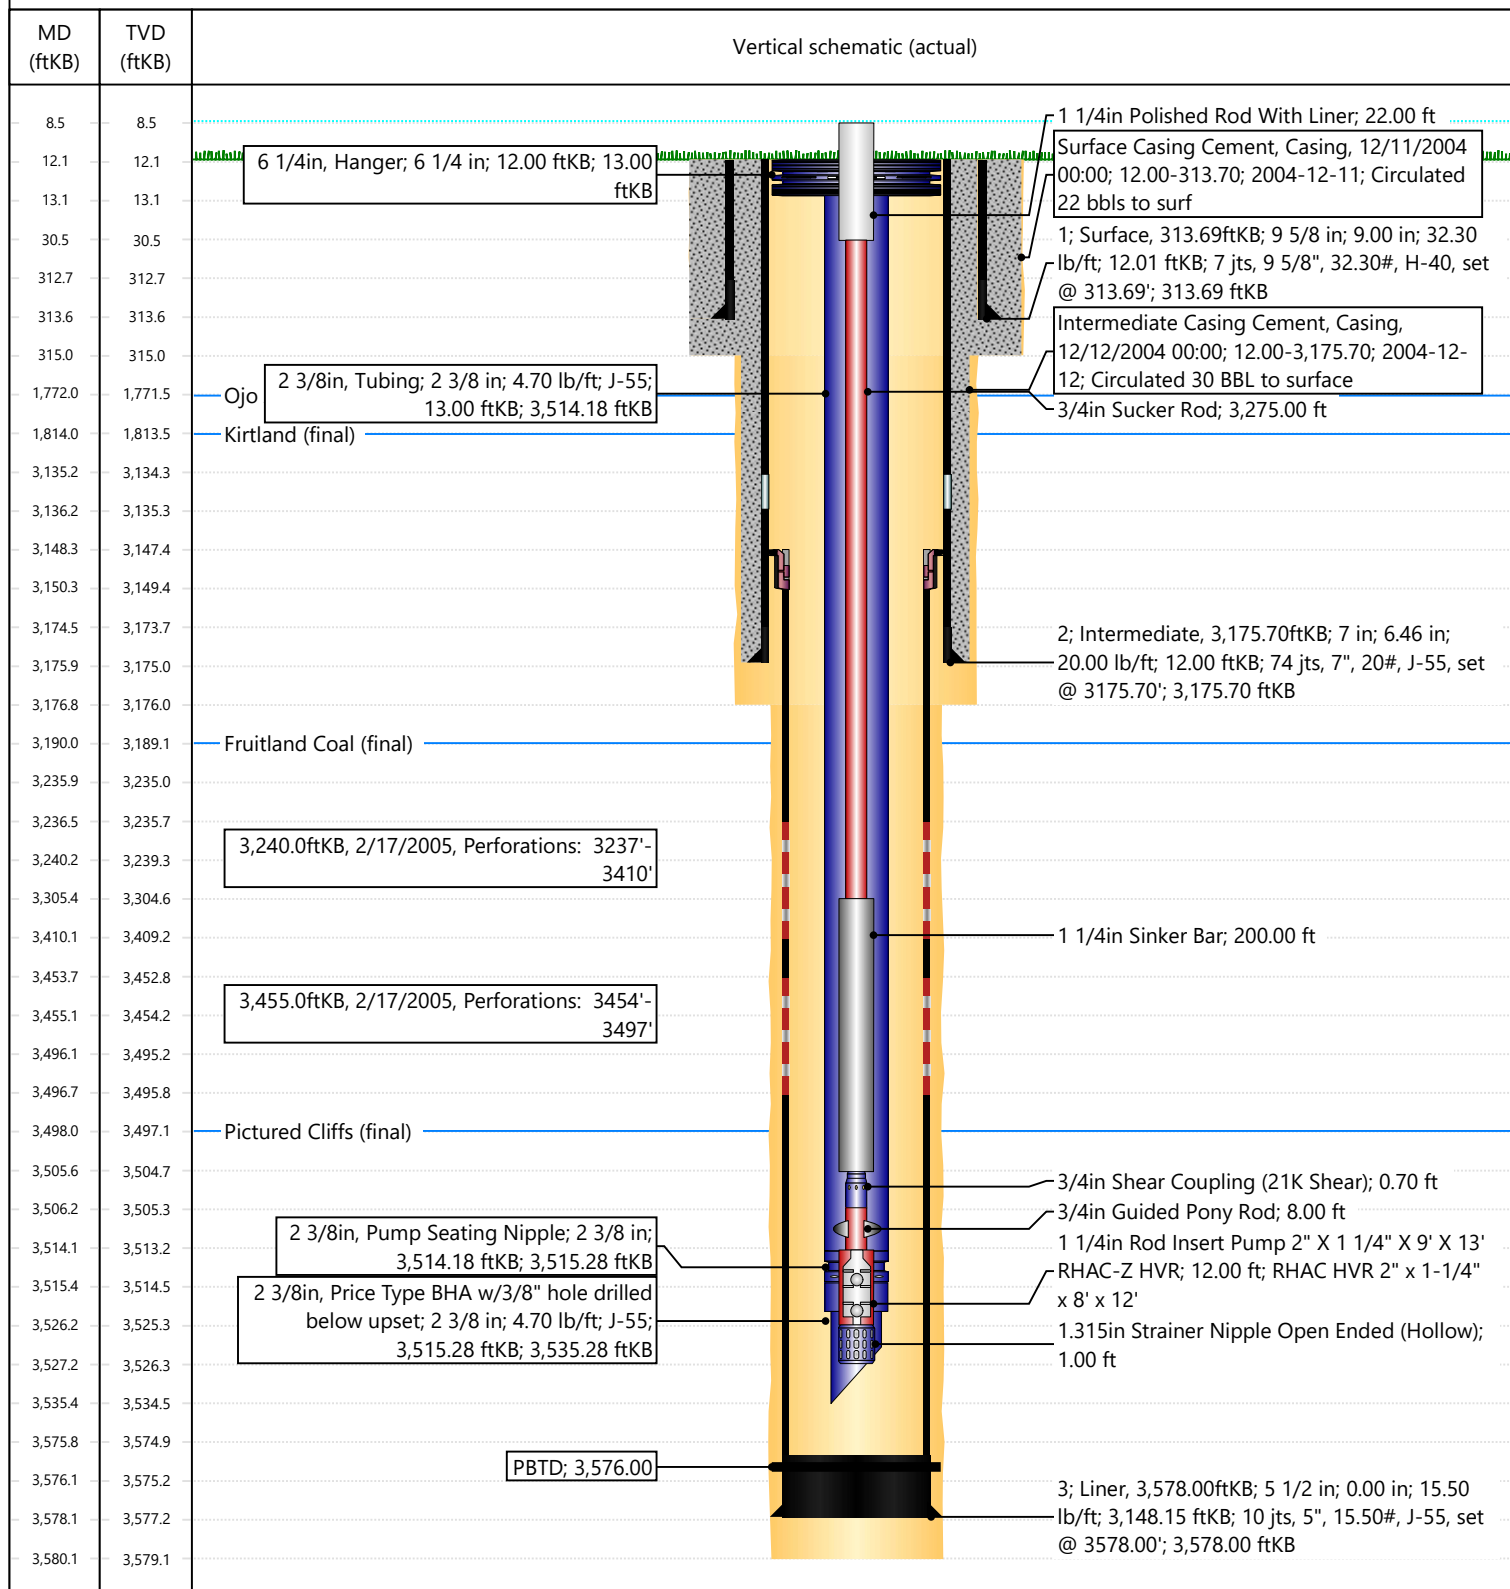 MD
(ftKB)
TVD
(ftKB)
Vertical schematic (actual)
8.5 8.5
12.1 12.1
13.1 13.1
30.5 30.5
312.7 312.7
313.6 313.6
315.0 315.0
1,772.0 1,771.5
1,814.0 1,813.5
3,135.2 3,134.3
3,136.2 3,135.3
3,148.3 3,147.4
3,150.3 3,149.4
3,174.5 3,173.7
3,175.9 3,175.0
3,176.8 3,176.0
3,190.0 3,189.1
3,235.9 3,235.0
3,236.5 3,235.7
3,240.2 3,239.3
3,305.4 3,304.6
3,410.1 3,409.2
3,453.7 3,452.8
3,455.1 3,454.2
3,496.1 3,495.2
3,496.7 3,495.8
3,498.0 3,497.1
3,505.6 3,504.7
3,506.2 3,505.3
3,514.1 3,513.2
3,515.4 3,514.5
3,526.2 3,525.3
3,527.2 3,526.3
3,535.4 3,534.5
3,575.8 3,574.9
3,576.1 3,575.2
3,578.1 3,577.2
3,580.1 3,579.1
6 1/4in, Hanger; 6 1/4 in; 12.00 ftKB; 13.00
ftKB
Ojo
2 3/8in, Tubing; 2 3/8 in; 4.70 lb/ft; J-55;
13.00 ftKB; 3,514.18 ftKB
Kirtland (final)
Fruitland Coal (final)
3,240.0ftKB, 2/17/2005, Perforations: 3237'-
3410'
3,455.0ftKB, 2/17/2005, Perforations: 3454'-
3497'
Pictured Cliffs (final)
2 3/8in, Pump Seating Nipple; 2 3/8 in;
3,514.18 ftKB; 3,515.28 ftKB
2 3/8in, Price Type BHA w/3/8" hole drilled
below upset; 2 3/8 in; 4.70 lb/ft; J-55;
3,515.28 ftKB; 3,535.28 ftKB
PBTD; 3,576.00
1 1/4in Polished Rod With Liner; 22.00 ft
Surface Casing Cement, Casing, 12/11/2004
00:00; 12.00-313.70; 2004-12-11; Circulated
22 bbls to surf
1; Surface, 313.69ftKB; 9 5/8 in; 9.00 in; 32.30
lb/ft; 12.01 ftKB; 7 jts, 9 5/8", 32.30#, H-40, set
@ 313.69'; 313.69 ftKB
Intermediate Casing Cement, Casing,
12/12/2004 00:00; 12.00-3,175.70; 2004-12-
12; Circulated 30 BBL to surface
3/4in Sucker Rod; 3,275.00 ft
2; Intermediate, 3,175.70ftKB; 7 in; 6.46 in;
20.00 lb/ft; 12.00 ftKB; 74 jts, 7", 20#, J-55, set
@ 3175.70'; 3,175.70 ftKB
1 1/4in Sinker Bar; 200.00 ft
3/4in Shear Coupling (21K Shear); 0.70 ft
3/4in Guided Pony Rod; 8.00 ft
1 1/4in Rod Insert Pump 2" X 1 1/4" X 9' X 13'
RHAC-Z HVR; 12.00 ft; RHAC HVR 2" x 1-1/4"
x 8' x 12'
1.315in Strainer Nipple Open Ended (Hollow);
1.00 ft
3; Liner, 3,578.00ftKB; 5 1/2 in; 0.00 in; 15.50
lb/ft; 3,148.15 ftKB; 10 jts, 5", 15.50#, J-55, set
@ 3578.00'; 3,578.00 ftKB